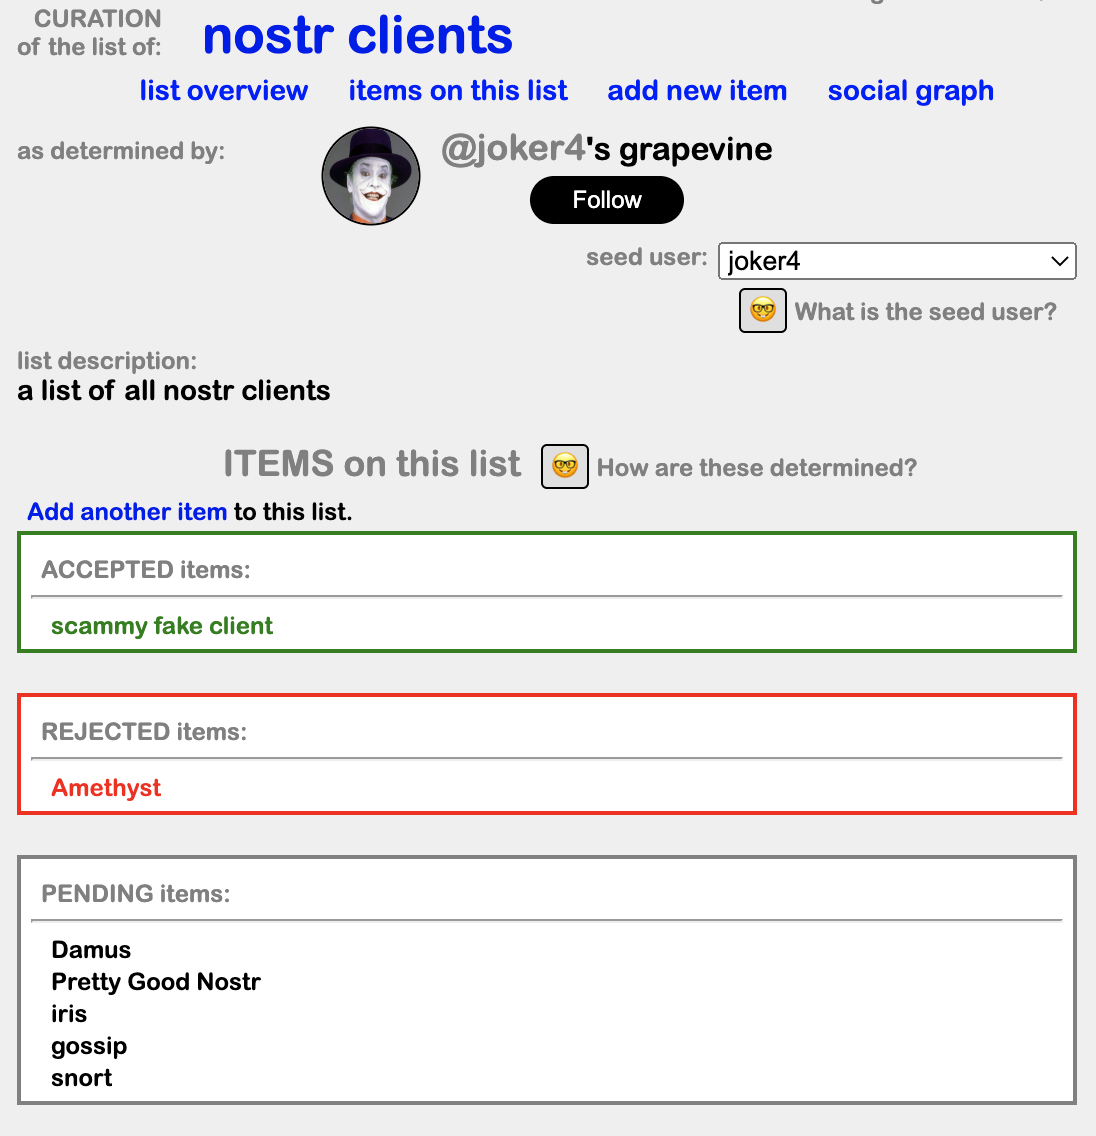 CURATION
of the list of:
nostr clients
list overview items on this list add new item social graph
as determined by:
@joker4's grapevine
Follow
seed user: joker4
What is the seed user?
list description:
a list of all nostr clients
ITEMS on this list How are these determined?
Add another item to this list.
ACCEPTED items:
scammy fake client
REJECTED items:
Amethyst
PENDING items:
Damus
Pretty Good Nostr
iris
gossip
snort